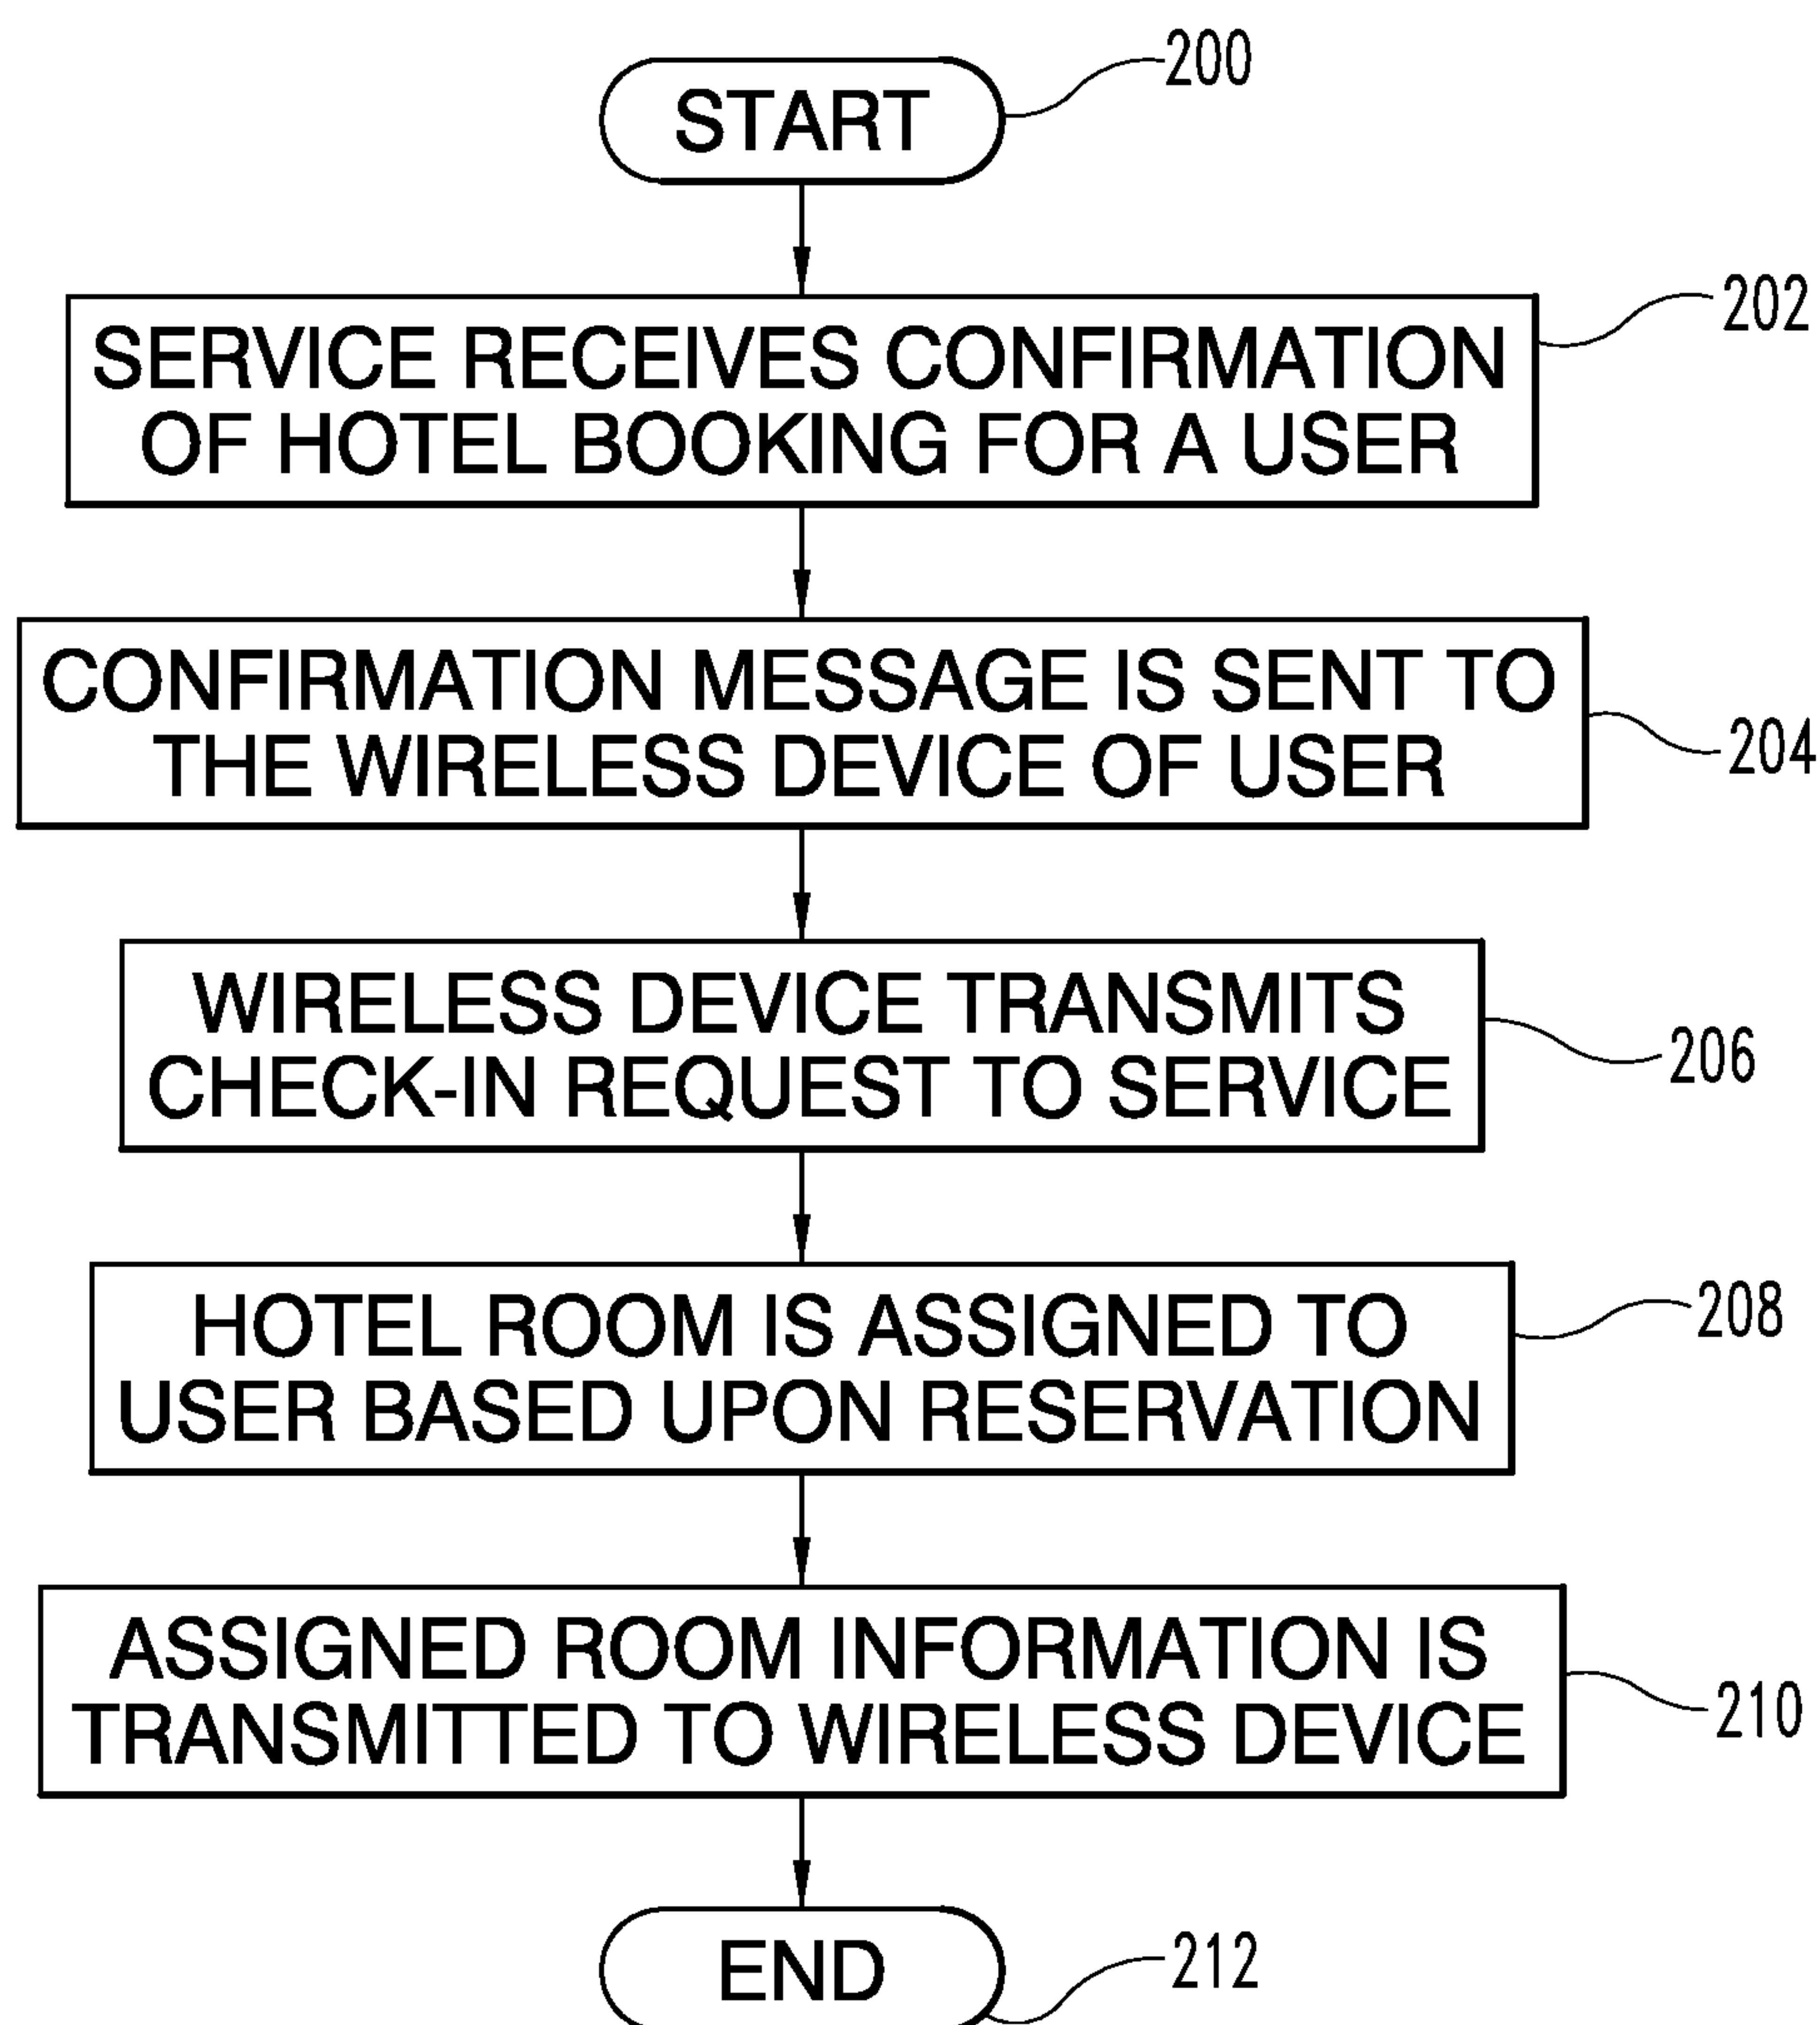 START
200
SERVICE RECEIVES CONFIRMATION
OF HOTEL BOOKING FOR A USER
202
CONFIRMATION MESSAGE IS SENT TO
THE WIRELESS DEVICE OF USER
204
WIRELESS DEVICE TRANSMITS
CHECK-IN REQUEST TO SERVICE
206
HOTEL ROOM IS ASSIGNED TO
USER BASED UPON RESERVATION
208
ASSIGNED ROOM INFORMATION IS
TRANSMITTED TO WIRELESS DEVICE
210
END
212